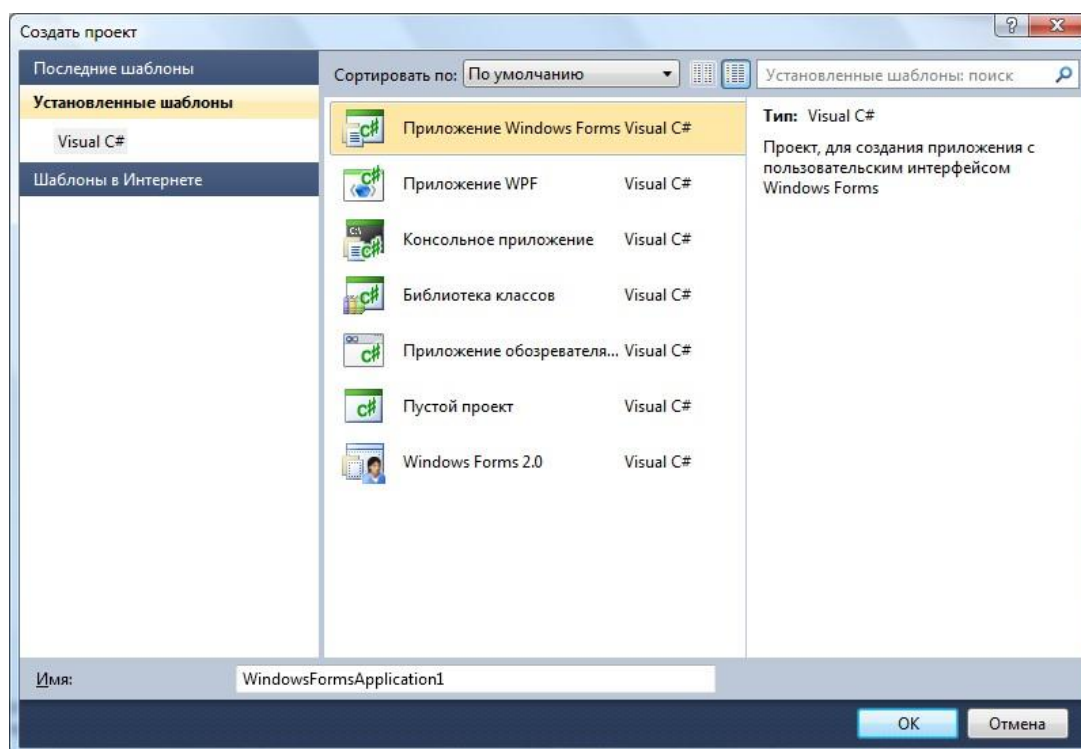 Создать проект
Последние шаблоны
Установленные шаблоны
Visual C#
Шаблоны в Интернете
Сортировать по: По умолчанию
Установленные шаблоны: поиск
Приложение Windows Forms Visual C#
Приложение WPF Visual C#
Консольное приложение Visual C#
Библиотека классов Visual C#
Приложение обозревателя... Visual C#
Пустой проект Visual C#
Windows Forms 2.0 Visual C#
Тип: Visual C#
Проект, для создания приложения с
пользовательским интерфейсом
Windows Forms
Имя: WindowsFormsApplication1
OK Отмена